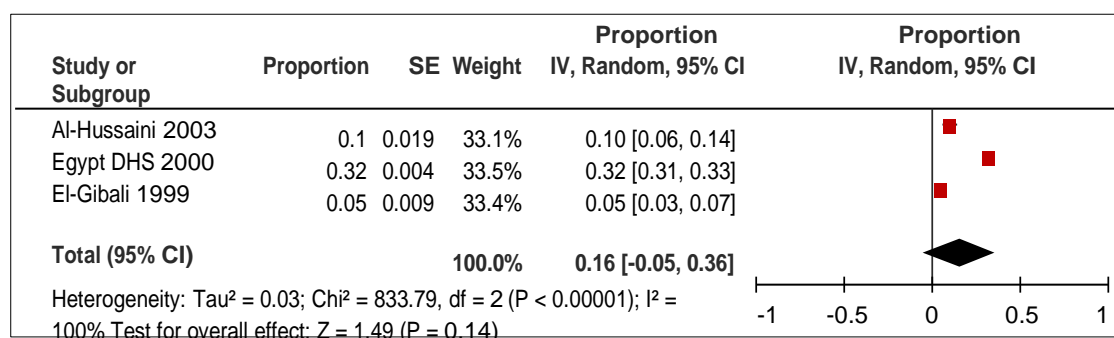 Proportion Proportion
Study or Proportion SE Weight IV, Random, 95% CI IV, Random, 95% CI
Subgroup
Al-Hussaini 2003 0.1 0.019 33.1% 0.10 [0.06, 0.14]
Egypt DHS 2000 0.32 0.004 33.5% 0.32 [0.31, 0.33]
El-Gibali 1999 0.05 0.009 33.4% 0.05 [0.03, 0.07]
Total (95% CI) 100.0% 0.16 [-0.05, 0.36]
Heterogeneity: Tau² = 0.03; Chi² = 833.79, df = 2 (P < 0.00001); I² =
100% Test for overall effect: Z = 1.49 (P = 0.14)
-1 -0.5 0 0.5 1